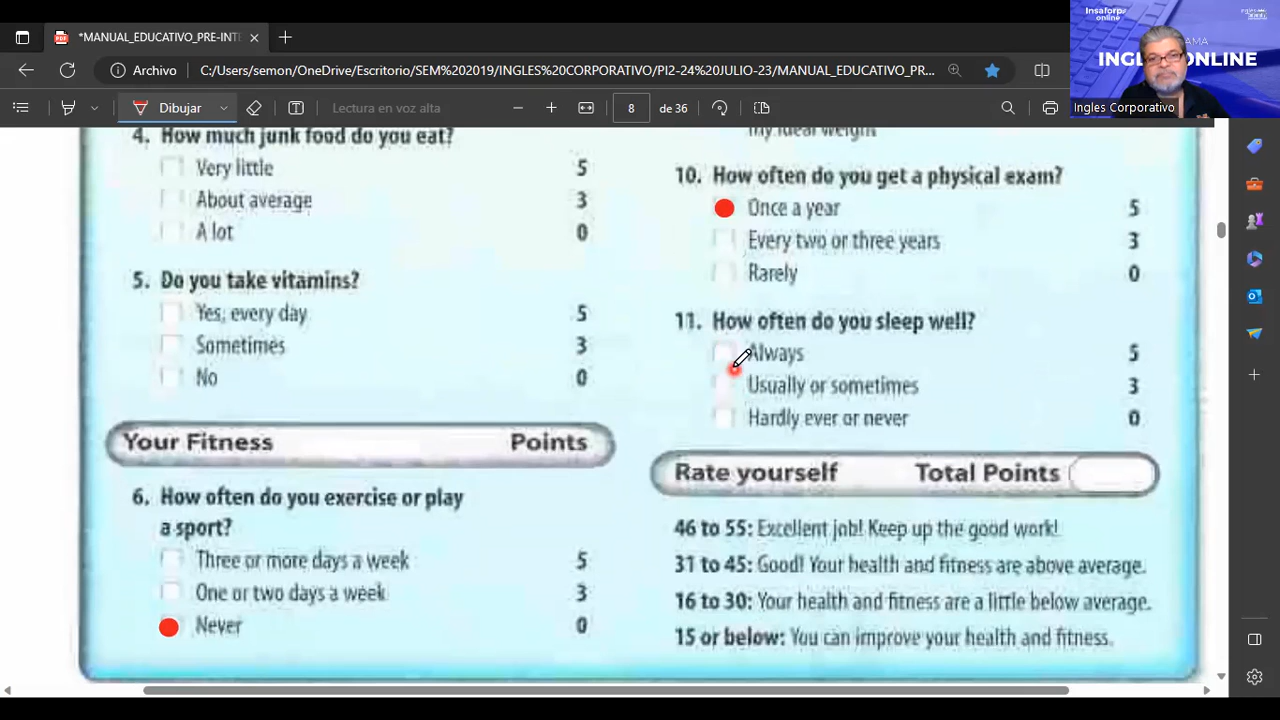 *MANUAL_EDUCATIVO_PRE-INTE
Archivo
C:/Users/semon/OneDrive/Escritorio/SEM%20%2019/INGLES%20CORPORATIVO/PI2-24%20JULIO-23/MANUAL_EDUCATIVO_PR...
Dibujar
Lectura en voz alta
8 de 36
Insaforp online
INGL ONLINE
Ingles Corporativo
4. How much junk food do you eat?
Very little 5
About average 3
A lot 0
5. Do you take vitamins?
Yes, every day 5
Sometimes 3
No 0
Your Fitness Points
6. How often do you exercise or play
a sport?
Three or more days a week 5
One or two days a week 3
Never 0
my ideal weight
10. How often do you get a physical exam?
Once a year 5
Every two or three years 3
Rarely 0
11. How often do you sleep well?
Always 5
Usually or sometimes 3
Hardly ever or never 0
Rate yourself Total Points
46 to 55: Excellent job! Keep up the good work!
31 to 45: Good! Your health and fitness are above average.
16 to 30: Your health and fitness are a little below average.
15 or below: You can improve your health and fitness.